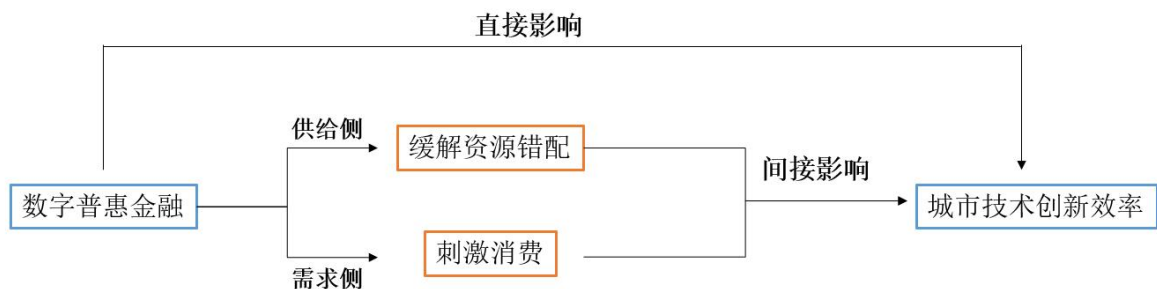 直接影响
供给侧
缓解资源错配
间接影响
数字普惠金融
城市技术创新效率
刺激消费
需求侧